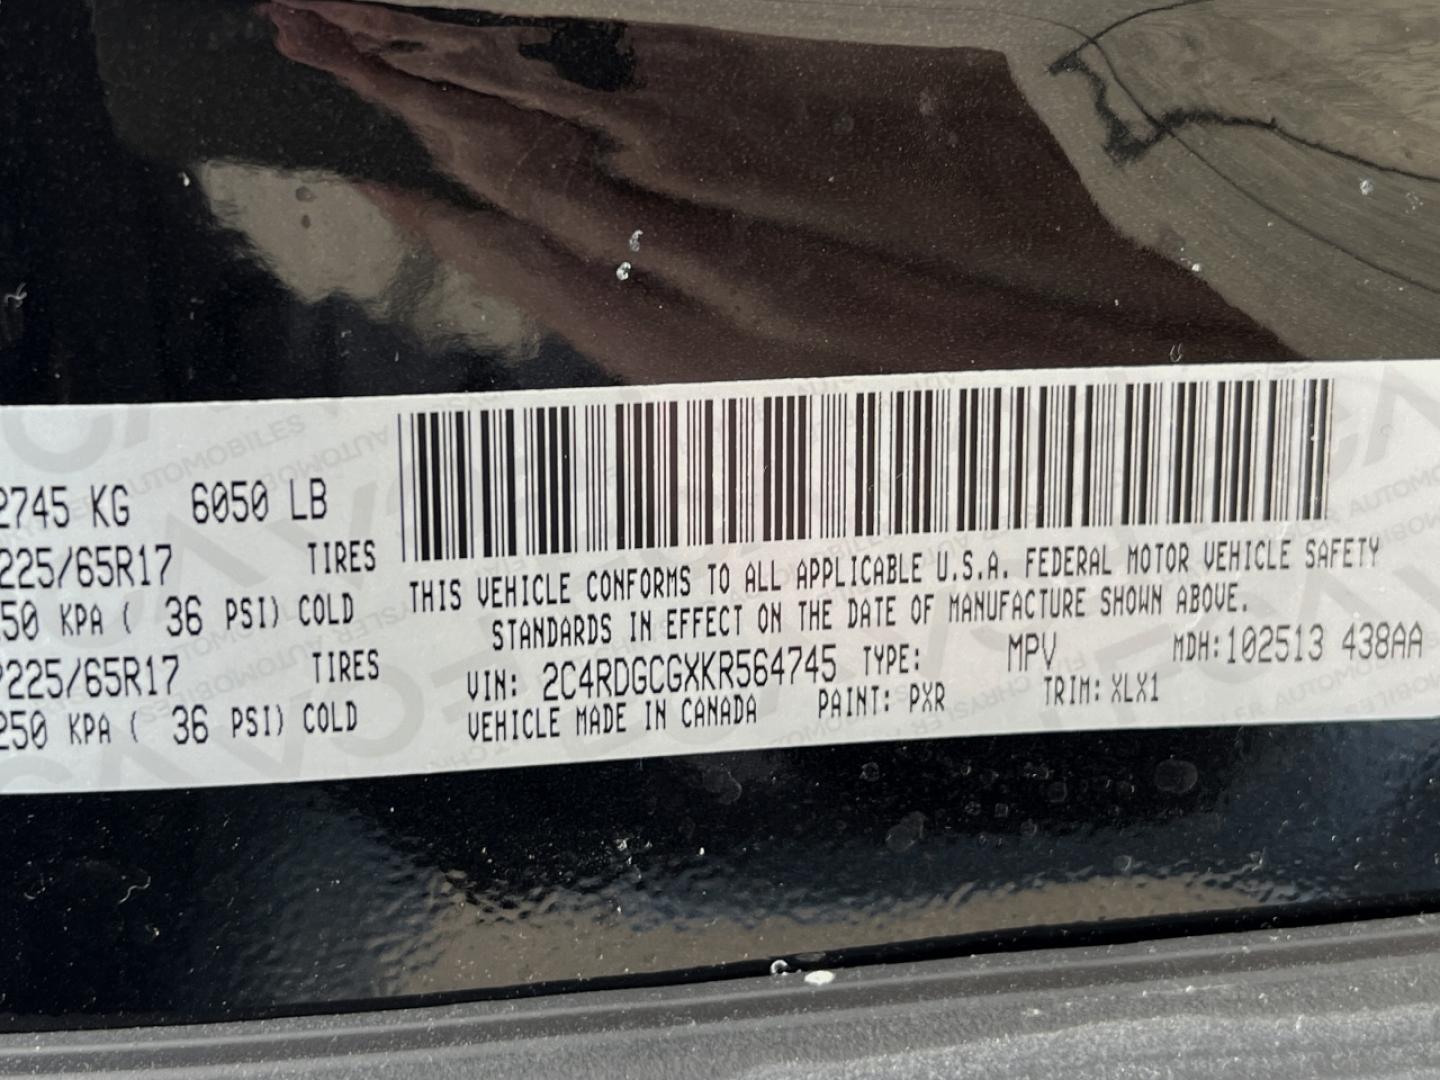 2745 KG 6050 LB
225/65R17 TIRES
50 KPA ( 36 PSI) COLD
P225/65R17 TIRES
250 KPA ( 36 PSI) COLD
THIS VEHICLE CONFORMS TO ALL APPLICABLE U.S.A. FEDERAL MOTOR VEHICLE SAFETY
STANDARDS IN EFFECT ON THE DATE OF MANUFACTURE SHOWN ABOVE.
VIN: 2C4RDGCGXKR564745 TYPE: MPV MDH:102513 438AA
VEHICLE MADE IN CANADA PAINT: PXR TRIM: XLX1